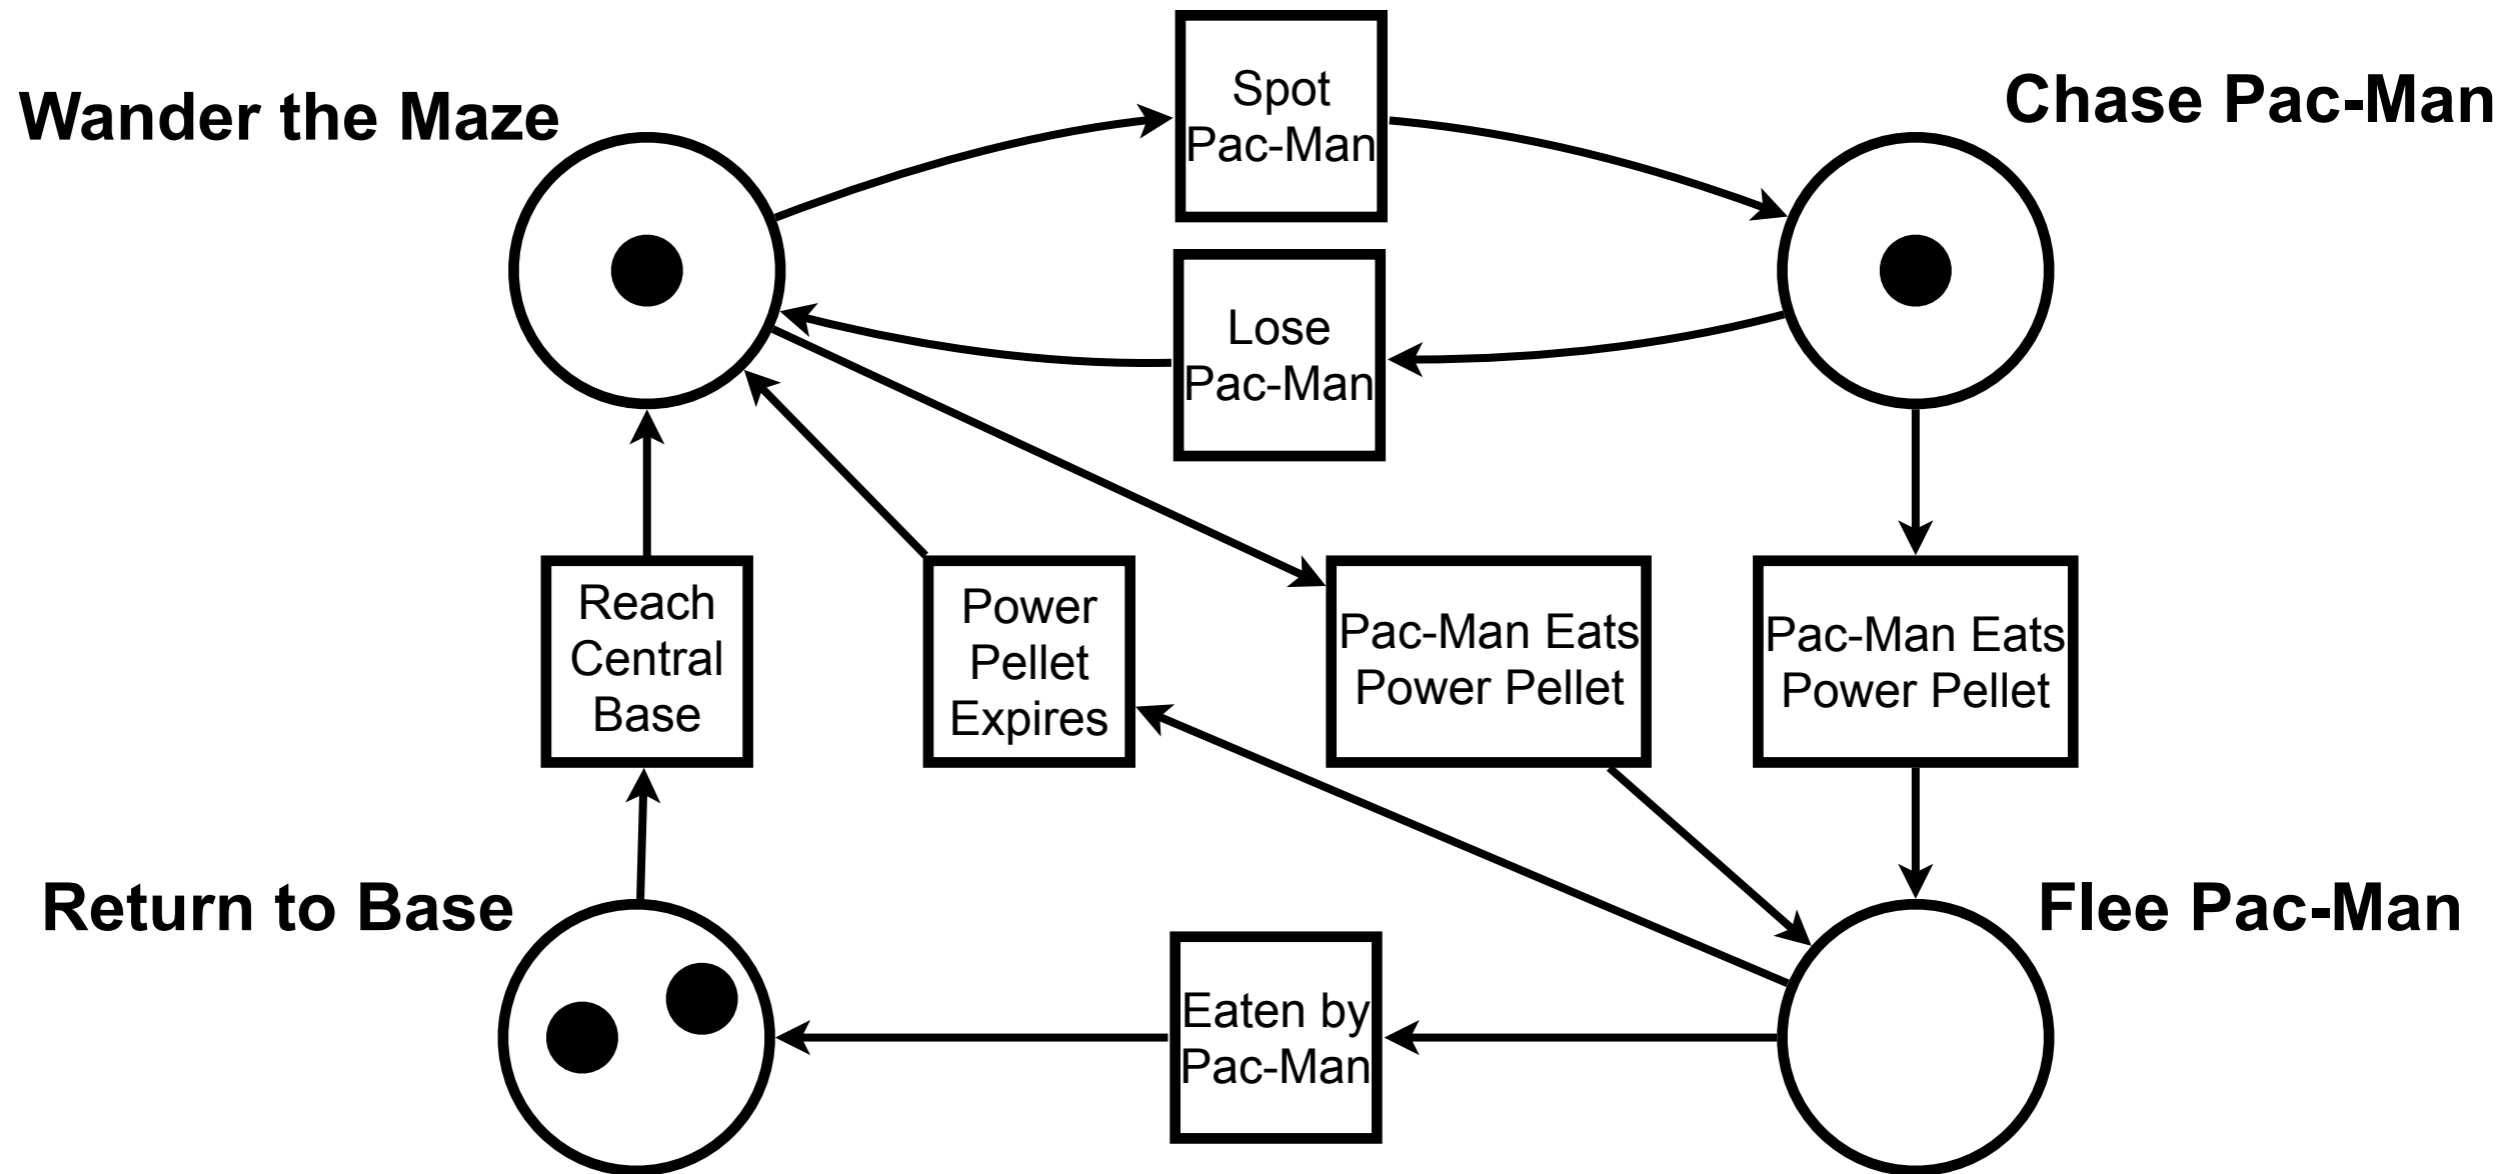 Spot
Pac-Man
Wander the Maze
Chase Pac-Man
Lose
Pac-Man
Reach
Central
Base
Power
Pellet
Expires
Pac-Man Eats
Power Pellet
Pac-Man Eats
Power Pellet
Return to Base
Flee Pac-Man
Eaten by
Pac-Man